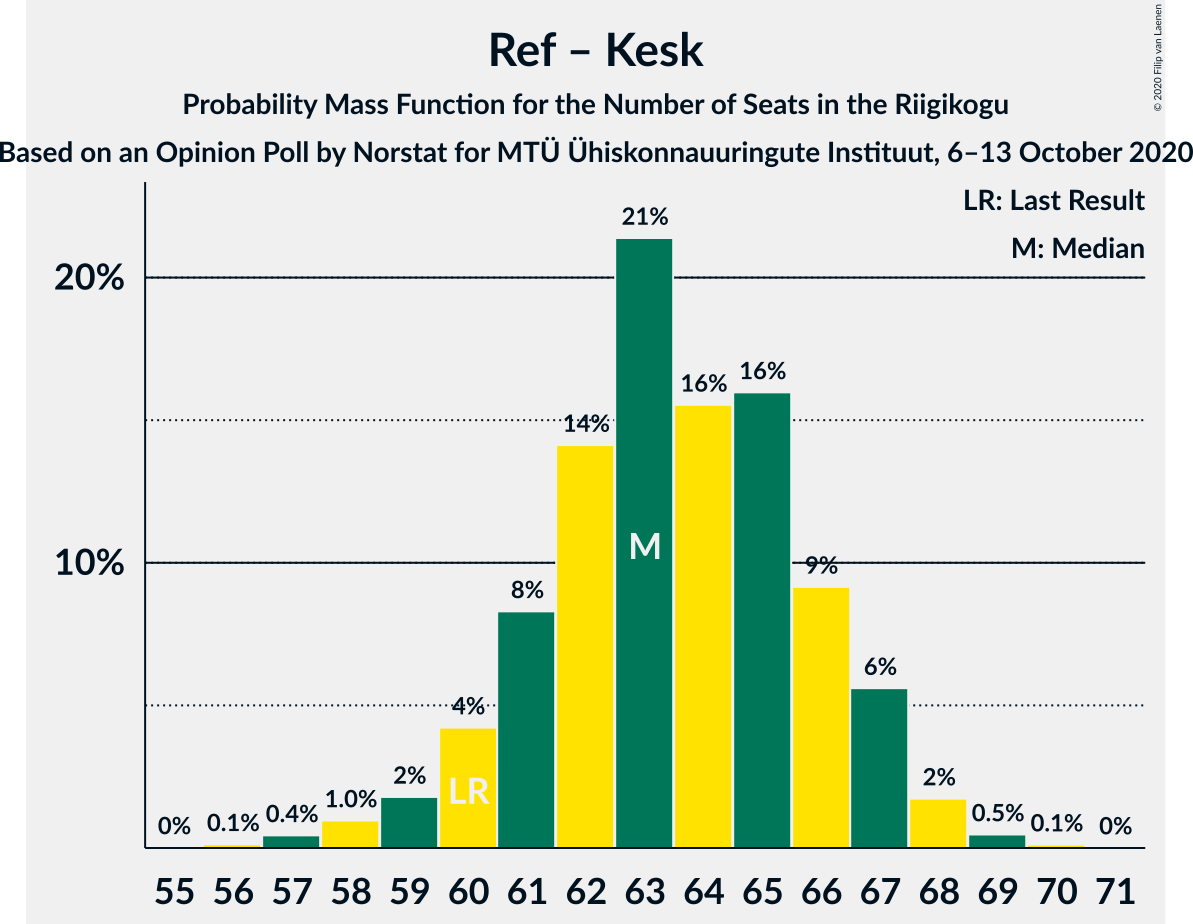 Ref – Kesk
Probability Mass Function for the Number of Seats in the Riigikogu
Based on an Opinion Poll by Norstat for MTÜ Ühiskonnauuringute Instituut, 6–13 October 2020
© 2020 Filip van Laenen
LR: Last Result
M: Median
20%
10%
0% 0.1% 0.4% 1.0% 2% 4% 8% 14% 21% 16% 16% 9% 6% 2% 0.5% 0.1% 0%
LR
M
55 56 57 58 59 60 61 62 63 64 65 66 67 68 69 70 71